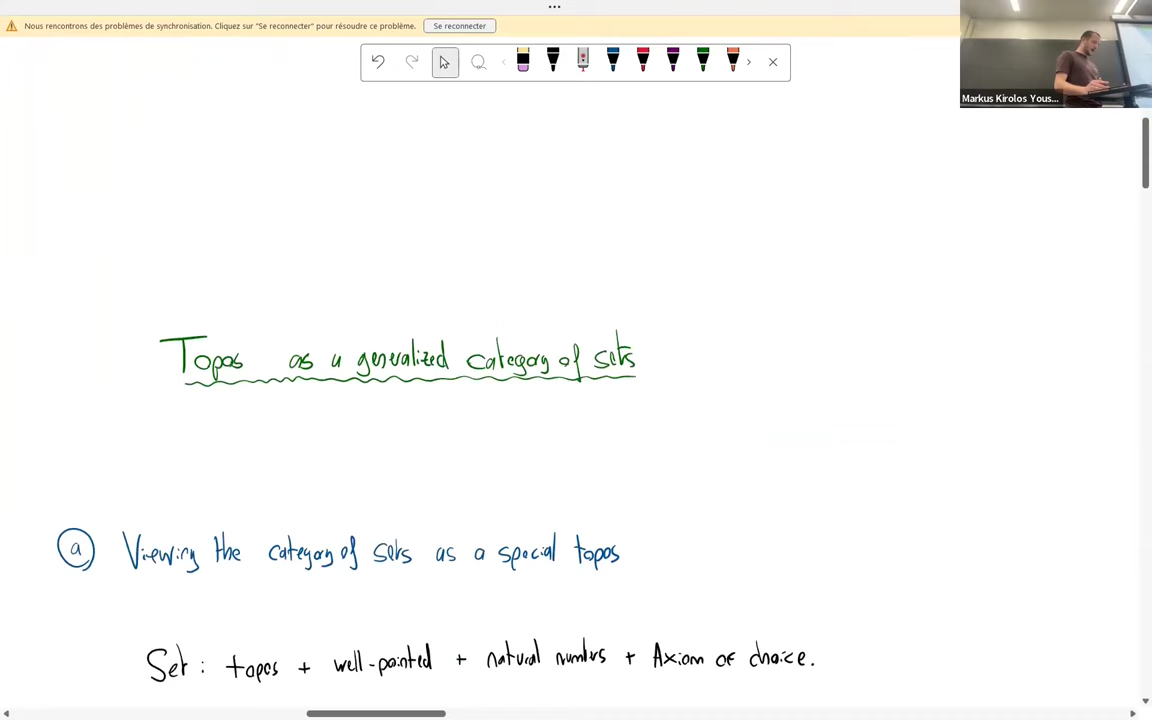 Nous rencontrons des problèmes de synchronisation. Cliquez sur "Se reconnecter" pour résoudre ce problème. Se reconnecter
Markus Kirolos Yous...
Topos as a generalized category of sets
a Viewing the category of sets as a special topos
Set: topos + well-pointed + natural numbers + Axiom of choice.